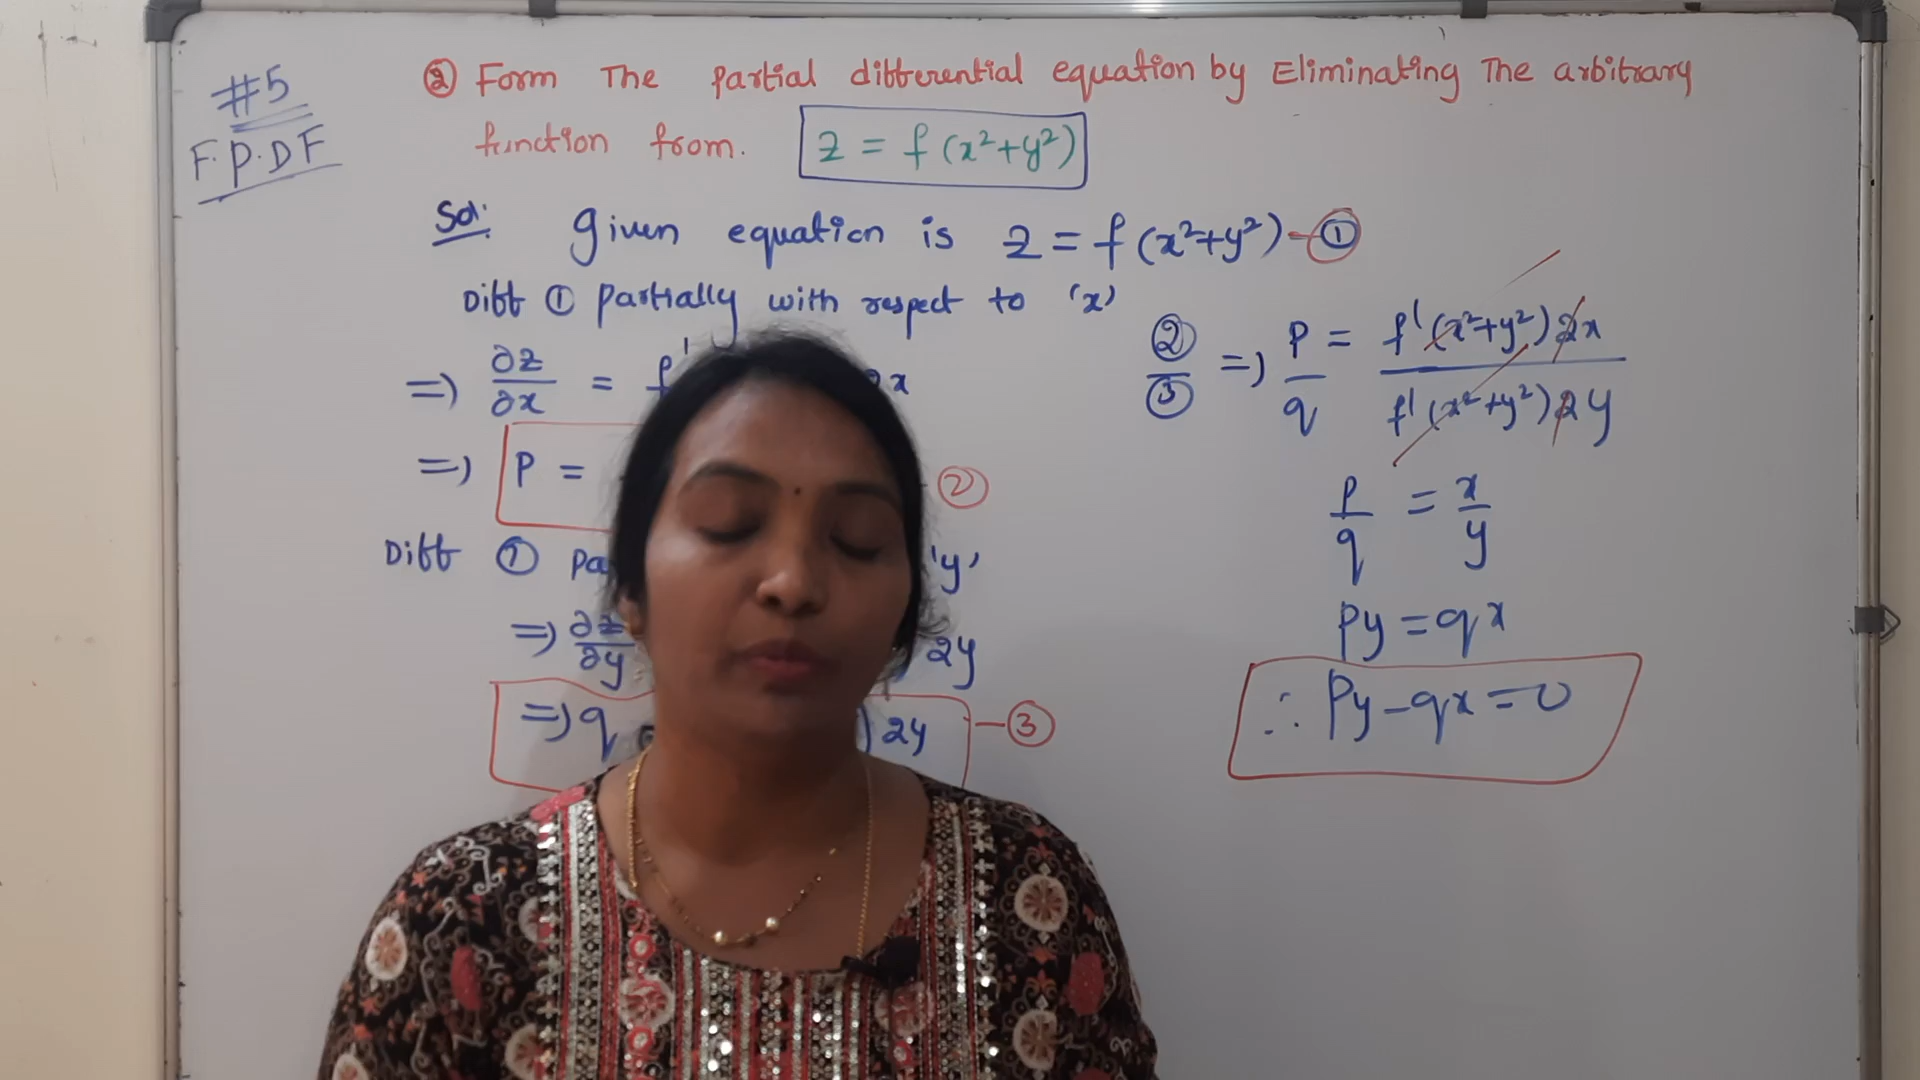 #5
F.P.D.F
② Form The partial differential equation by Eliminating The arbitrary
function from. z = f(x²+y²)
Sol: Given equation is z = f(x²+y²) - ①
Diff ① partially with respect to 'x'
=> ∂z/∂x = f' 2x
=> P = ②
Diff ① 'y'
=> ∂z/∂y 2y
=> q ) 2y - ③
②/③ => P/q = f'(x²+y²) 2x / f'(x²+y²) 2y
P/q = x/y
Py = qx
∴ Py - qx = 0